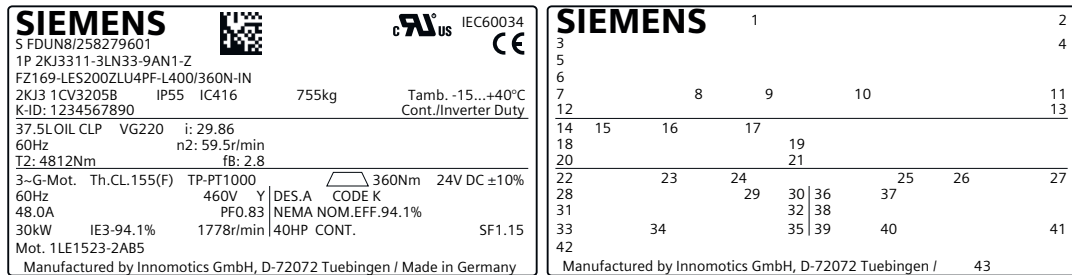 SIEMENS
c RU us IEC60034
S FDUN8/258279601
CE
1P 2KJ3311-3LN33-9AN1-Z
FZ169-LES200ZLU4PF-L400/360N-IN
2KJ3 1CV3205B IP55 IC416 755kg Tamb. -15...+40°C
K-ID: 1234567890 Cont./Inverter Duty
37.5LOIL CLP VG220 i: 29.86
60Hz n2: 59.5r/min
T2: 4812Nm fB: 2.8
3~G-Mot. Th.CL.155(F) TP-PT1000 360Nm 24V DC ±10%
60Hz 460V Y DES.A CODE K
48.0A PF0.83 NEMA NOM.EFF.94.1%
30kW IE3-94.1% 1778r/min 40HP CONT. SF1.15
Mot. 1LE1523-2AB5
Manufactured by Innomotics GmbH, D-72072 Tuebingen / Made in Germany
SIEMENS 1 2
3 4
5
6
7 8 9 10 11
12 13
14 15 16 17
18 19
20 21
22 23 24 25 26 27
28 29 30 36 37
31 32 38
33 34 35 39 40 41
42
Manufactured by Innomotics GmbH, D-72072 Tuebingen / 43